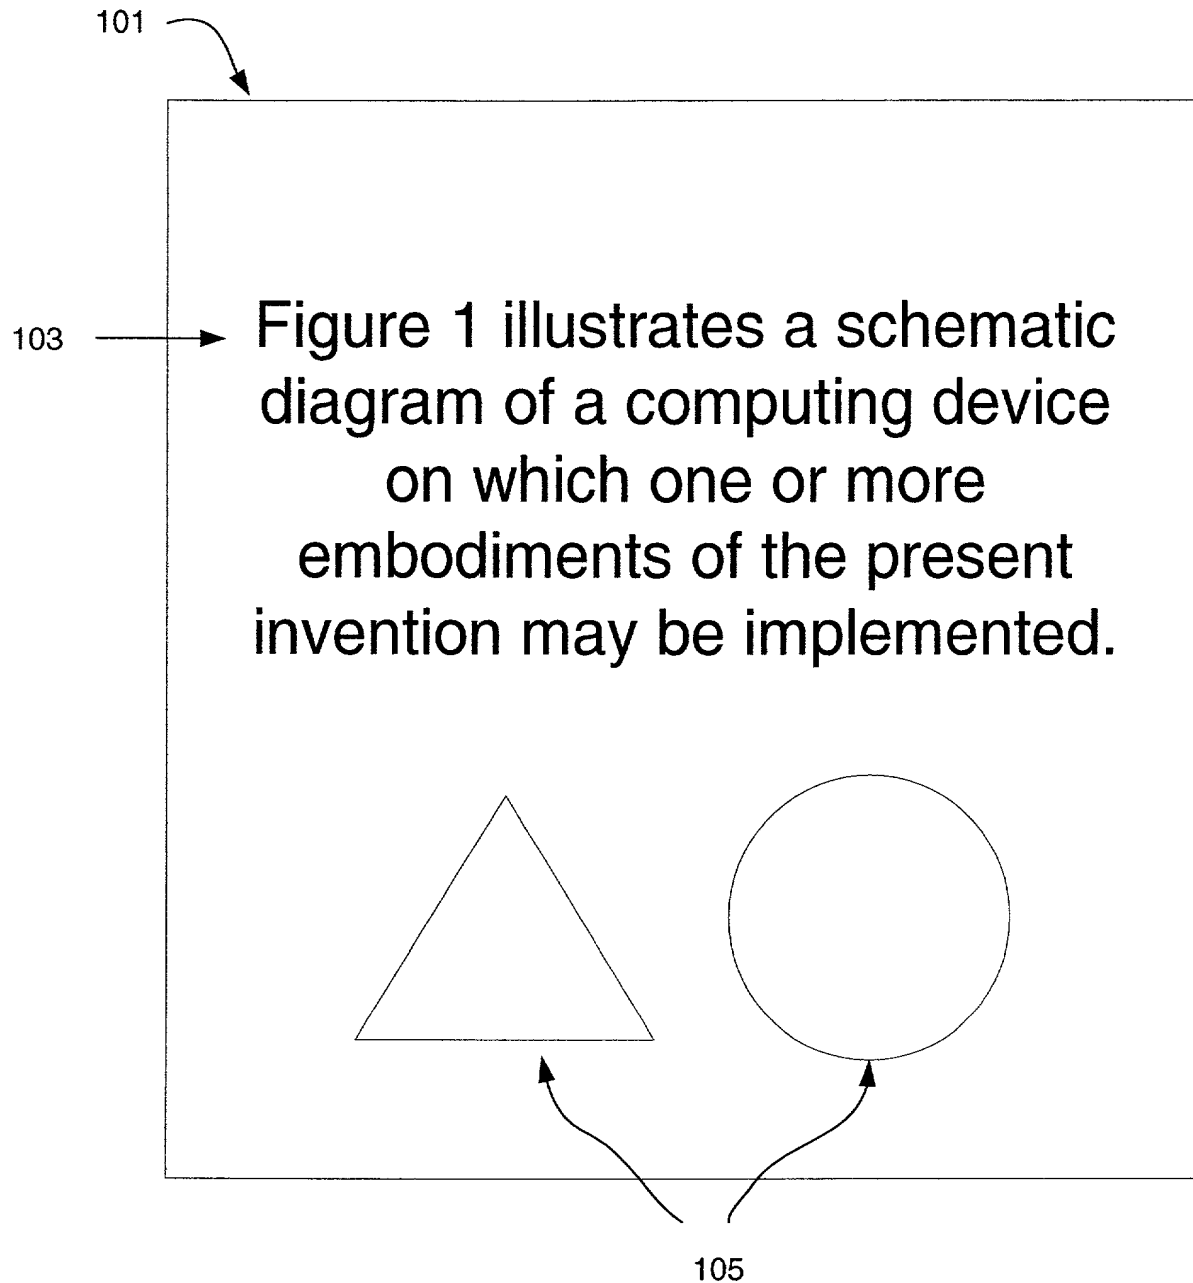 101
103
Figure 1 illustrates a schematic
diagram of a computing device
on which one or more
embodiments of the present
invention may be implemented.
105